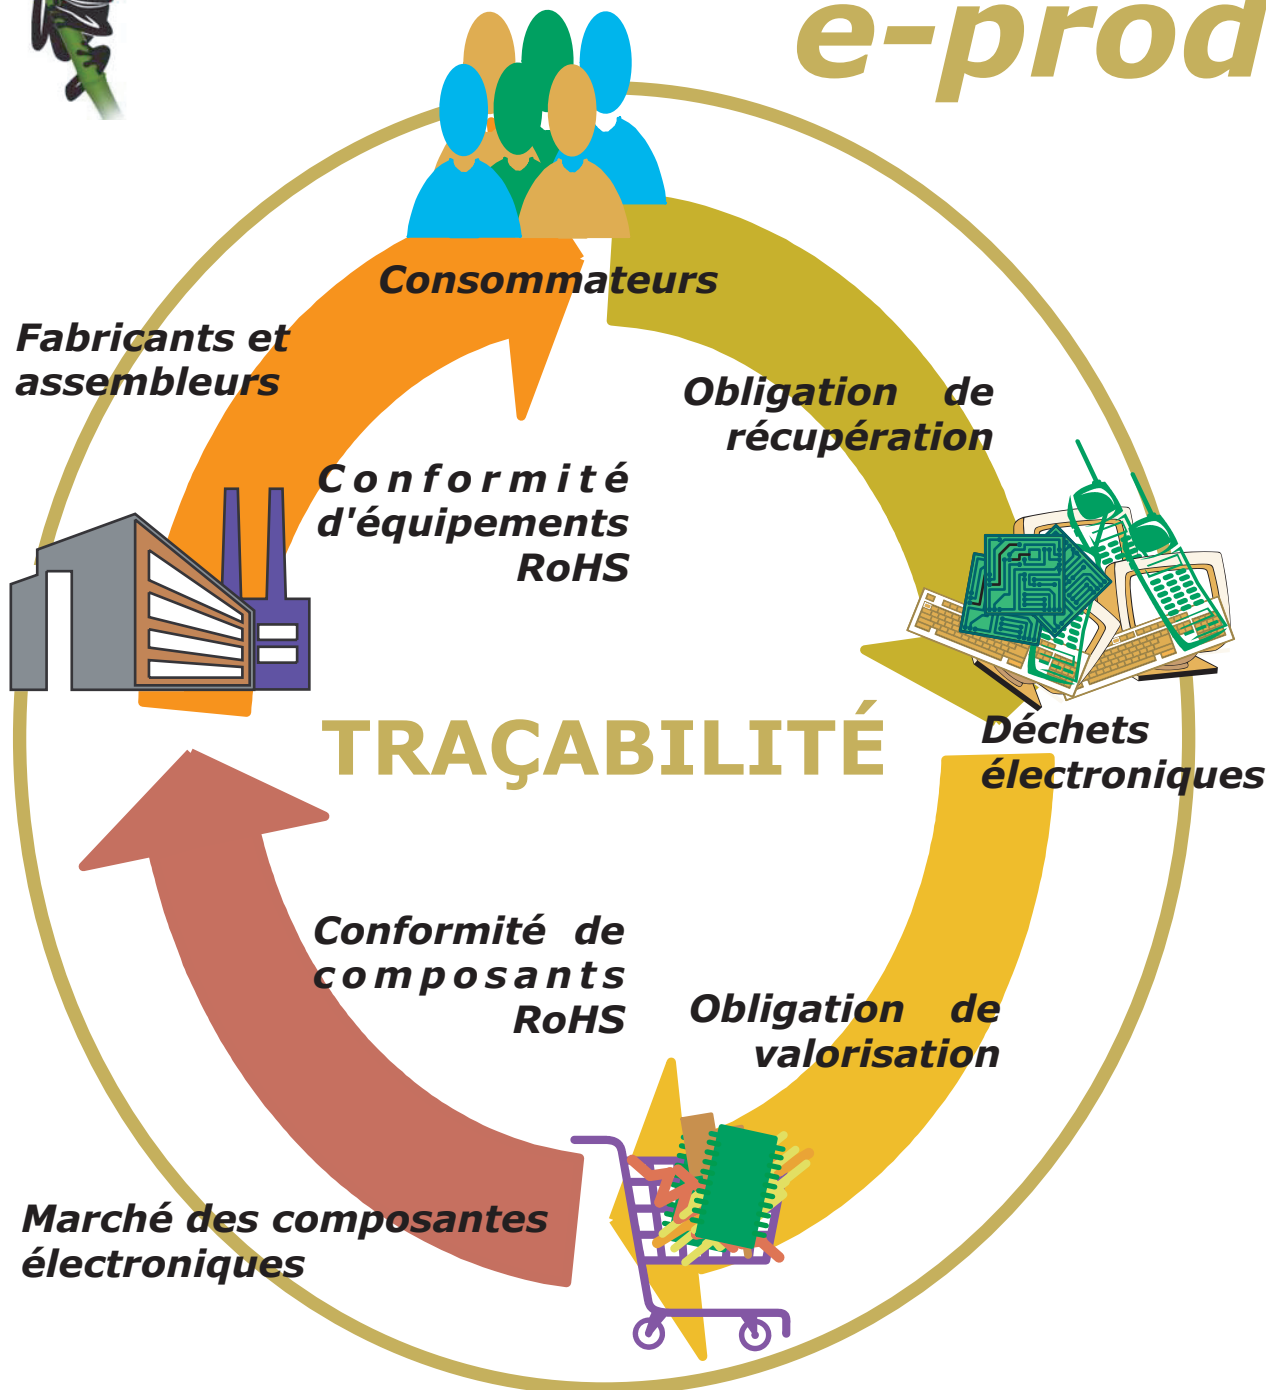 e-prod
Consommateurs
Fabricants et
assembleurs
Obligation de
récupération
Conformité
d'équipements
RoHS
TRAÇABILITÉ
Déchets
électroniques
Conformité de
composants
RoHS
Obligation de
valorisation
Marché des composantes
électroniques